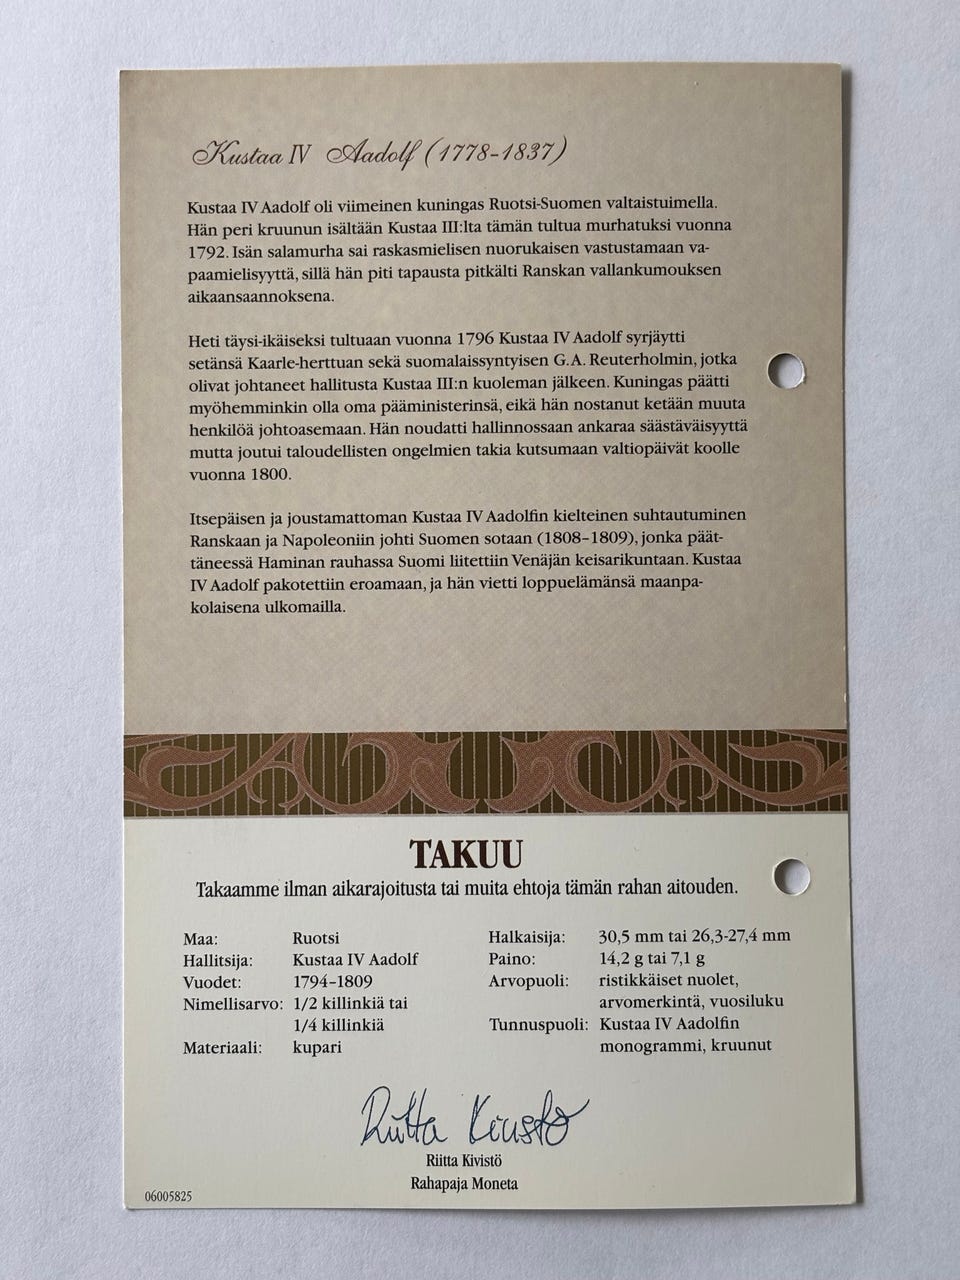 Kustaa IV Aadolf (1778-1837)
Kustaa IV Aadolf oli viimeinen kuningas Ruotsi-Suomen valtaistuimella.
Hän peri kruunun isältään Kustaa III:lta tämän tultua murhatuksi vuonna
1792. Isän salamurha sai raskasmielisen nuorukaisen vastustamaan va-
paamielisyyttä, sillä hän piti tapausta pitkälti Ranskan vallankumouksen
aikaansaannoksena.
Heti täysi-ikäiseksi tultuaan vuonna 1796 Kustaa IV Aadolf syrjäytti
setänsä Kaarle-herttuan sekä suomalaissyntyisen G.A. Reuterholmin, jotka
olivat johtaneet hallitusta Kustaa III:n kuoleman jälkeen. Kuningas päätti
myöhemminkin olla oma pääministerinsä, eikä hän nostanut ketään muuta
henkilöä johtoasemaan. Hän noudatti hallinnossaan ankaraa säästäväisyyttä
mutta joutui taloudellisten ongelmien takia kutsumaan valtiopäivät koolle
vuonna 1800.
Itsepäisen ja joustamattoman Kustaa IV Aadolfin kielteinen suhtautuminen
Ranskaan ja Napoleoniin johti Suomen sotaan (1808-1809), jonka päät-
täneessä Haminan rauhassa Suomi liitettiin Venäjän keisarikuntaan. Kustaa
IV Aadolf pakotettiin eroamaan, ja hän vietti loppuelämänsä maanpa-
kolaisena ulkomailla.
TAKUU
Takaamme ilman aikarajoitusta tai muita ehtoja tämän rahan aitouden.
Maa: Ruotsi
Hallitsija: Kustaa IV Aadolf
Vuodet: 1794-1809
Nimellisarvo: 1/2 killinkiä tai
1/4 killinkiä
Materiaali: kupari
Halkaisija: 30,5 mm tai 26,3-27,4 mm
Paino: 14,2 g tai 7,1 g
Arvopuoli: ristikkäiset nuolet,
arvomerkintä, vuosiluku
Tunnuspuoli: Kustaa IV Aadolfin
monogrammi, kruunut
Riitta Kivistö
Riitta Kivistö
Rahapaja Moneta
06005825